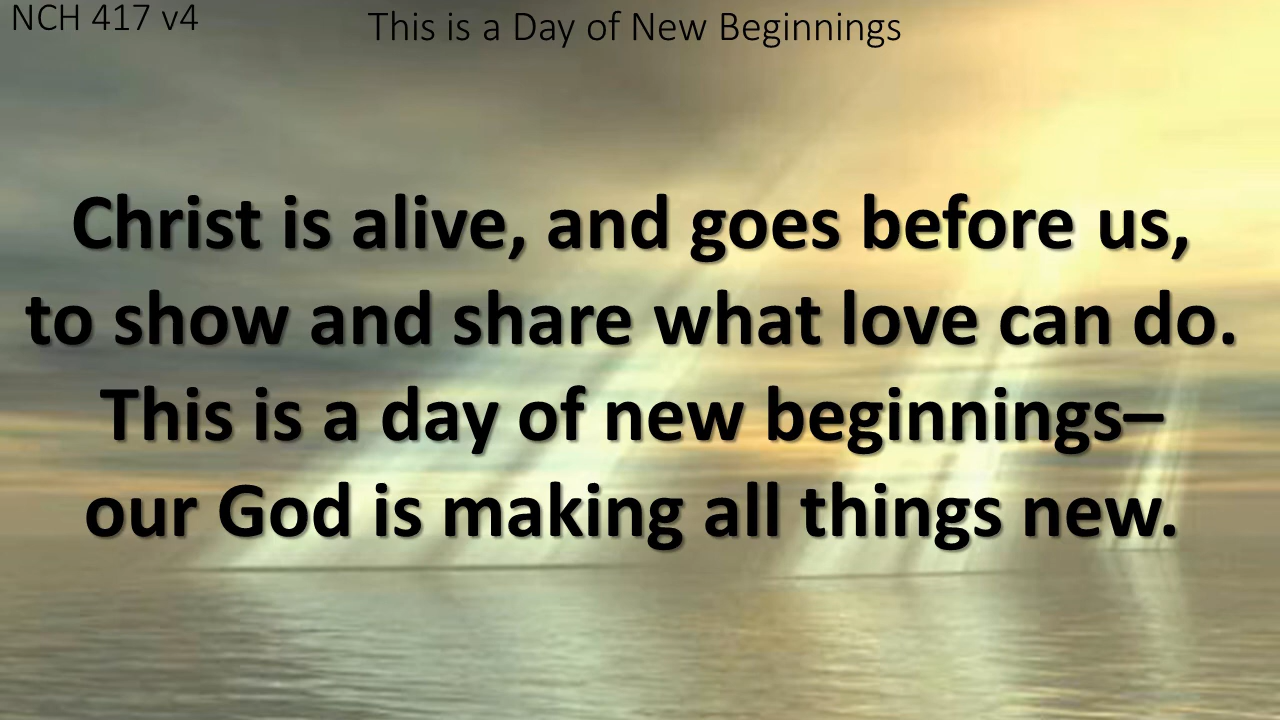 NCH 417 v4
This is a Day of New Beginnings
Christ is alive, and goes before us,
to show and share what love can do.
This is a day of new beginnings–
our God is making all things new.